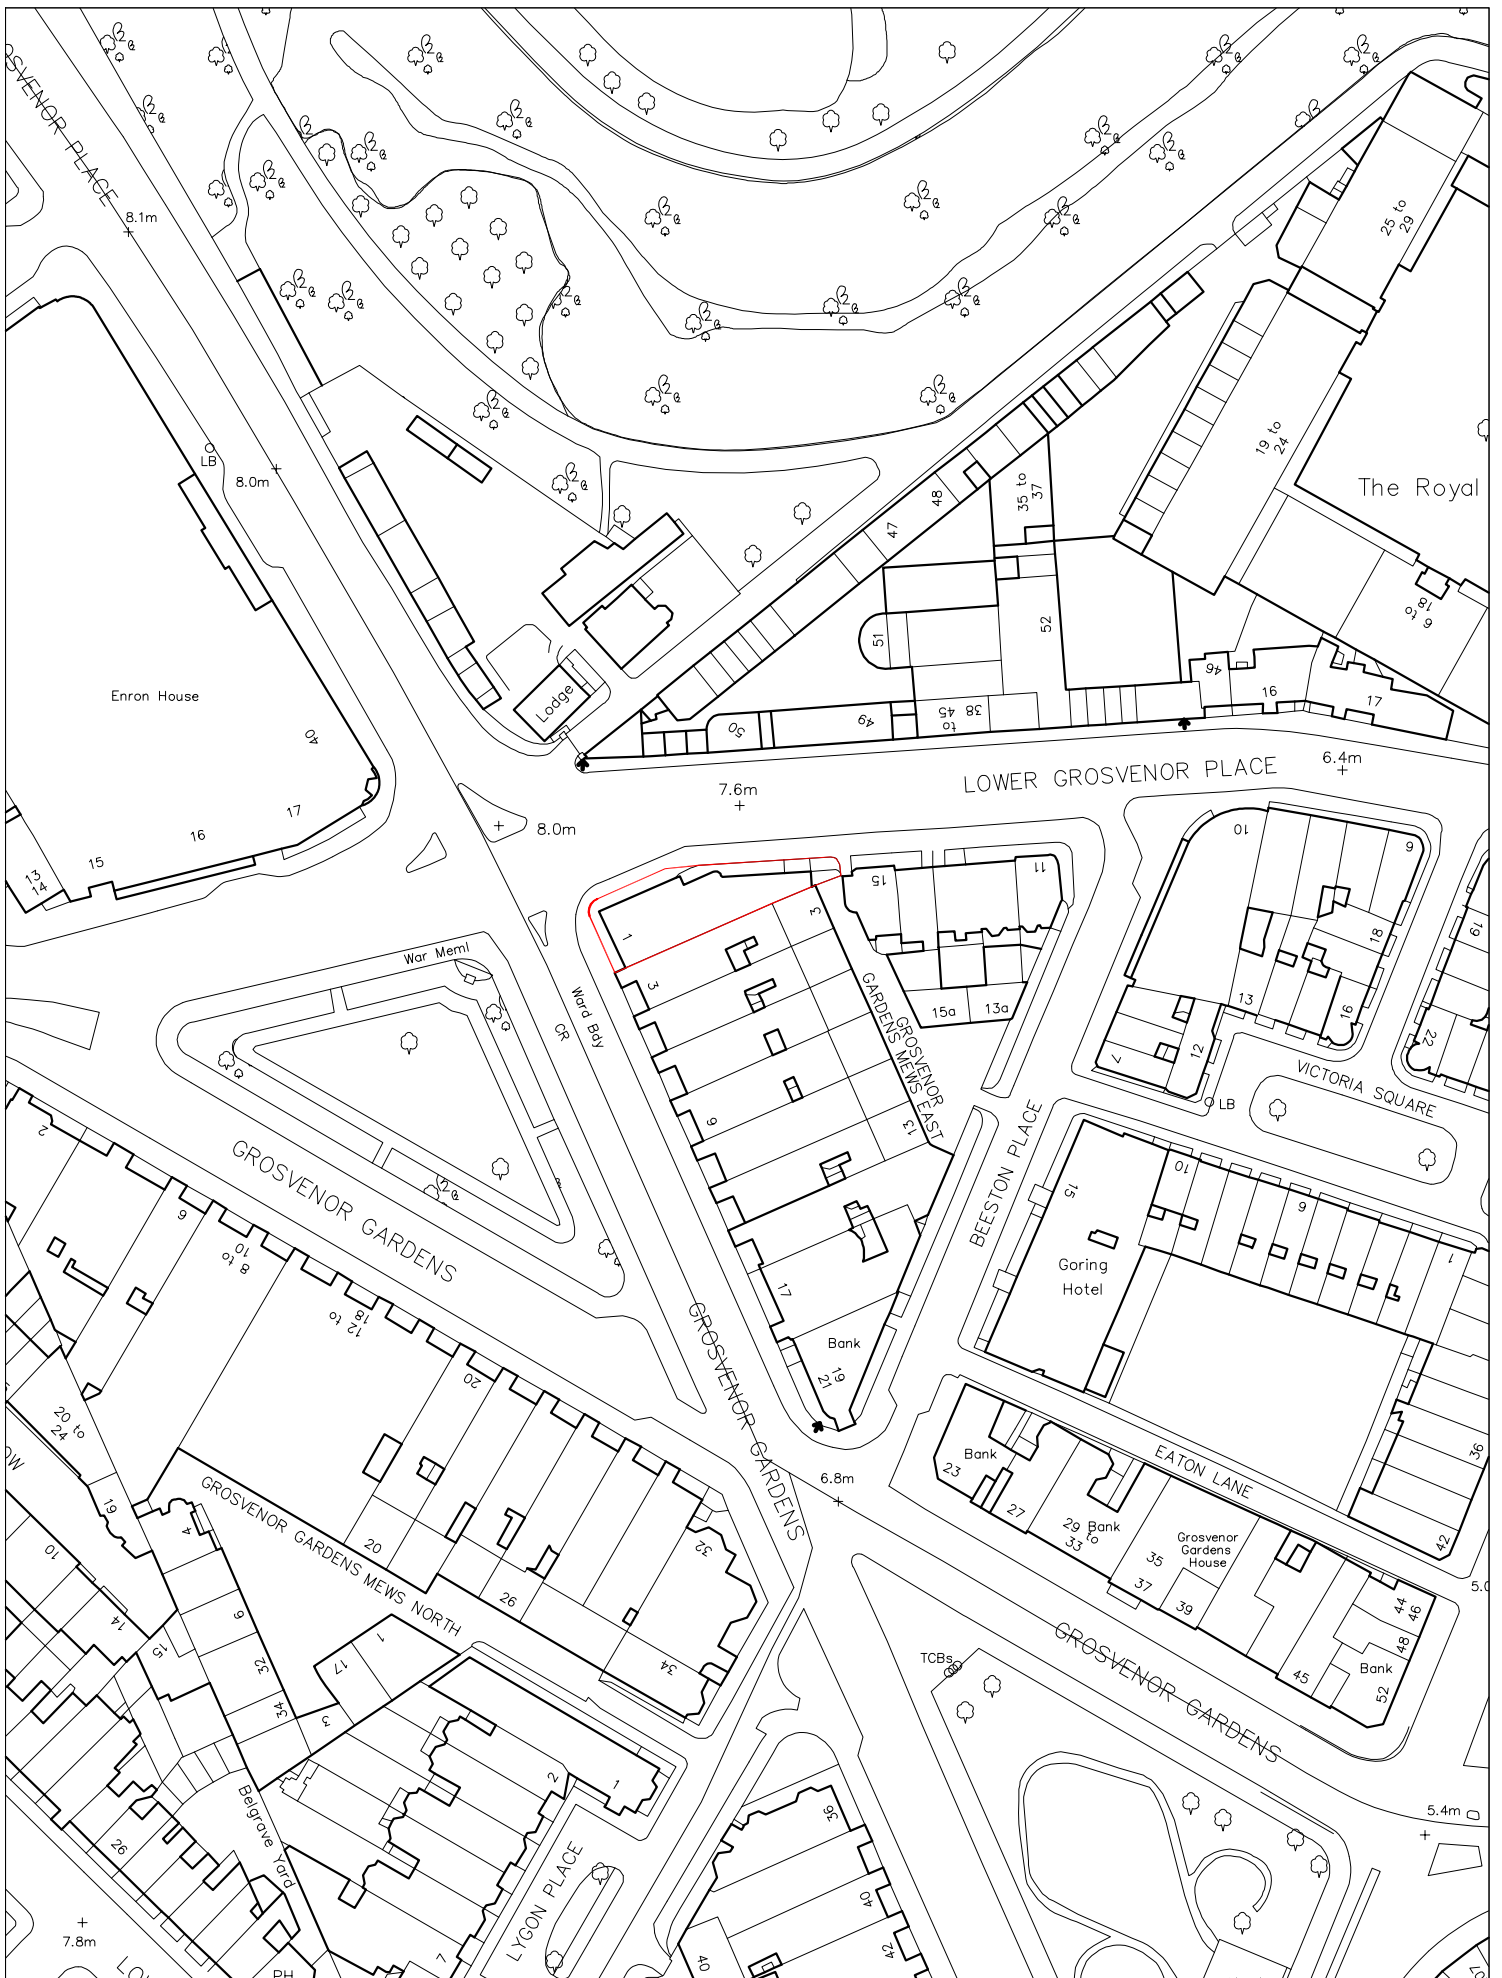 OSVENOR PLACE
8.1m
LB
8.0m
Enron House
40
17
16
15
13
14
25 to
29
19 to
24
The Royal
48
47
35 to
37
51
52
6 to
18
46
16
17
Lodge
50
49
38
to
45
LOWER GROSVENOR PLACE
6.4m
7.6m
8.0m
1
3
3
15
11
15a
13a
GROSVENOR
GARDENS MEWS EAST
13
9
17
Bank
19
21
War Meml
Ward Bdy
CR
10
9
18
19
13
16
22
12
7
LB
VICTORIA SQUARE
BEESTON PLACE
15
10
9
1
Goring
Hotel
2
6
8 to
10
12 to
18
20
GROSVENOR GARDENS
GROSVENOR GARDENS
20 to
24
OW
19
4
GROSVENOR GARDENS MEWS NORTH
20
26
32
34
6.8m
Bank
23
27
29
to
33
Bank
35
37
39
Grosvenor
Gardens
House
EATON LANE
36
42
5.0
44
46
48
Bank
52
45
GROSVENOR GARDENS
TCBs
5.4m
10
14
15
6
32
34
17
1
3
Belgrave Yard
26
2
1
7
LYGON PLACE
36
40
42
40
7.8m
PH